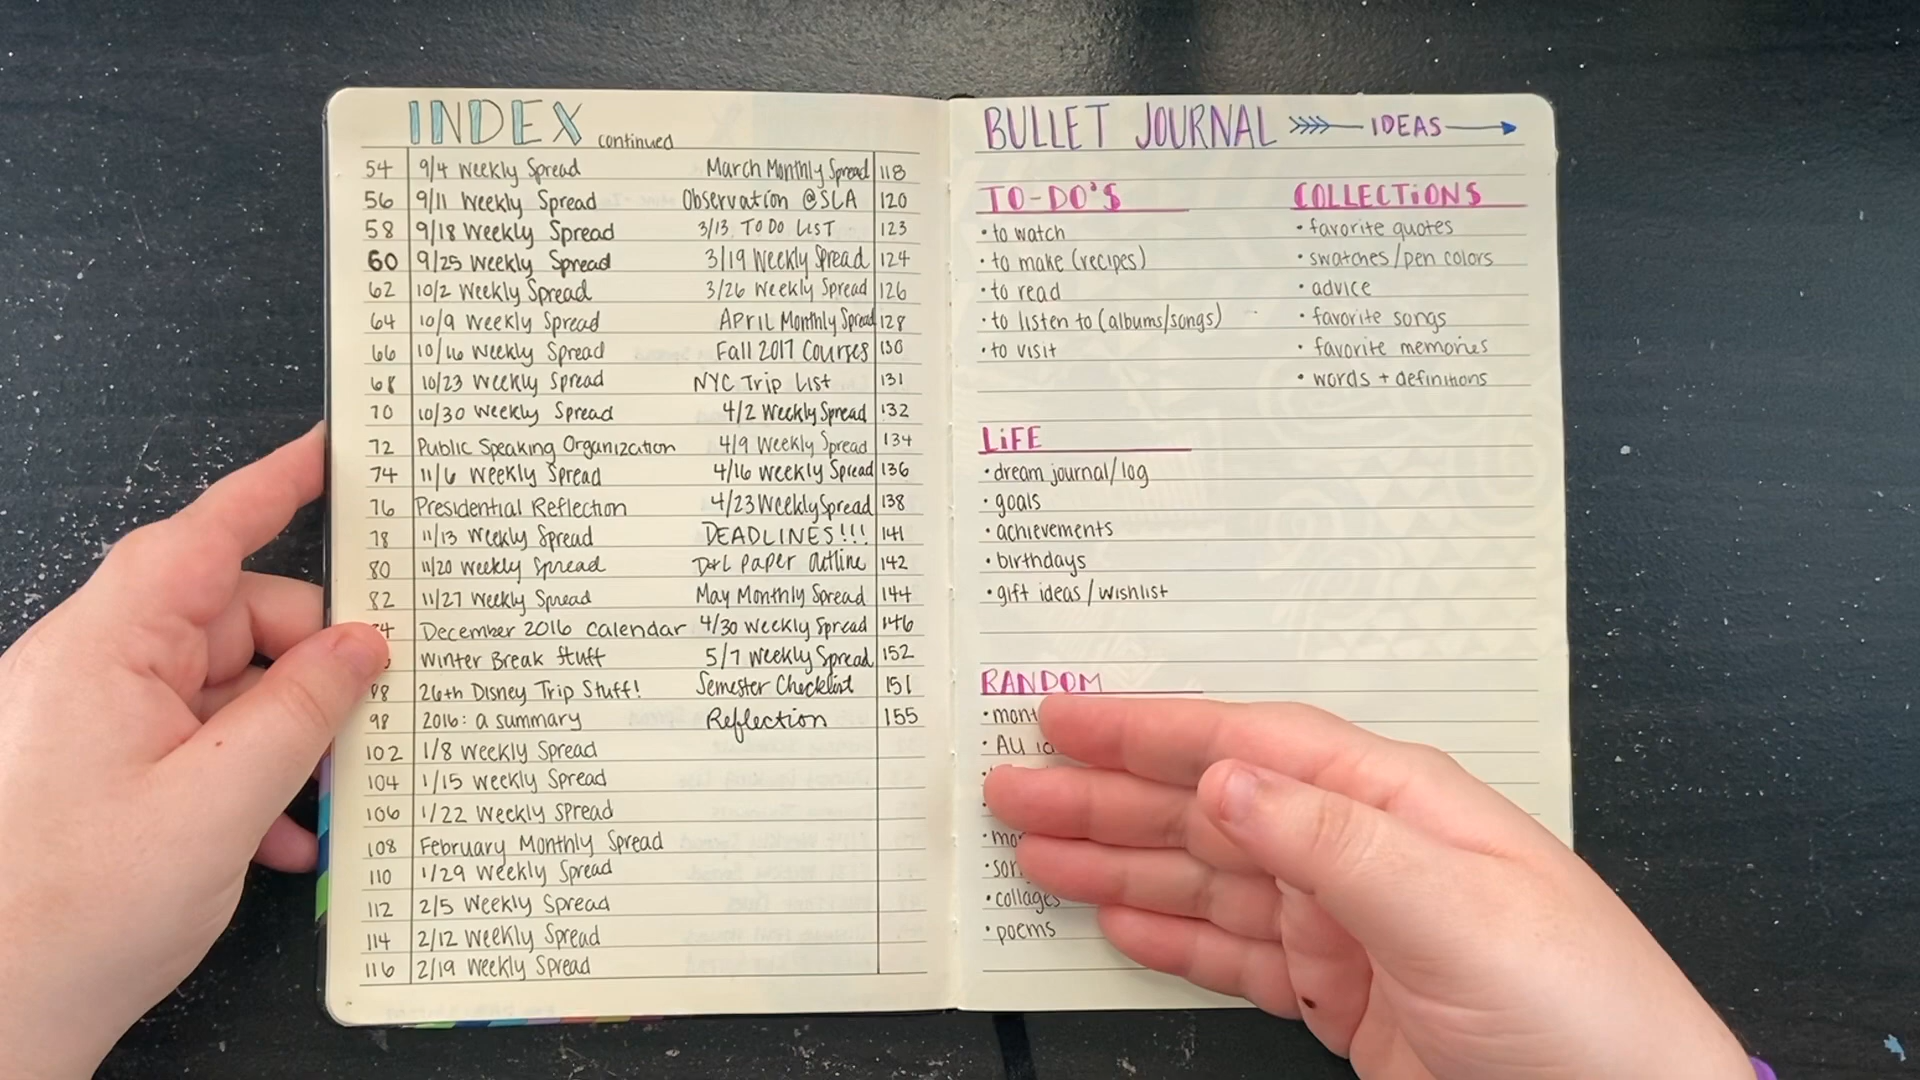 INDEX continued
54 9/4 Weekly Spread March Monthly Spread 118
56 9/11 Weekly Spread Observation @SLA 120
58 9/18 Weekly Spread 3/13 TO DO LIST 123
60 9/25 Weekly Spread 3/19 Weekly Spread 124
62 10/2 Weekly Spread 3/26 Weekly Spread 126
64 10/9 Weekly Spread APRIL Monthly Spread 128
66 10/16 Weekly Spread Fall 2017 Courses 130
68 10/23 Weekly Spread NYC Trip List 131
70 10/30 Weekly Spread 4/2 Weekly Spread 132
72 Public Speaking Organization 4/9 Weekly Spread 134
74 11/6 Weekly Spread 4/16 Weekly Spread 136
76 Presidential Reflection 4/23 Weekly Spread 138
78 11/13 Weekly Spread DEADLINES!!! 141
80 11/20 Weekly Spread D+L Paper Outline 142
82 11/27 Weekly Spread May Monthly Spread 144
December 2016 Calendar 4/30 Weekly Spread 146
Winter Break Stuff 5/7 Weekly Spread 152
88 26th Disney Trip Stuff! Semester Checklist 151
98 2016: a summary Reflection 155
102 1/8 Weekly Spread
104 1/15 Weekly Spread
106 1/22 Weekly Spread
108 February Monthly Spread
110 1/29 Weekly Spread
112 2/5 Weekly Spread
114 2/12 Weekly Spread
116 2/19 Weekly Spread
BULLET JOURNAL IDEAS
TO-DO'S
• to watch
• to make (recipes)
• to read
• to listen to (albums/songs)
• to visit
COLLECTIONS
• favorite quotes
• swatches/pen colors
• advice
• favorite songs
• favorite memories
• words + definitions
LIFE
• dream journal/log
• goals
• achievements
• birthdays
• gift ideas/wishlist
RANDOM
• AU
• collages
• poems